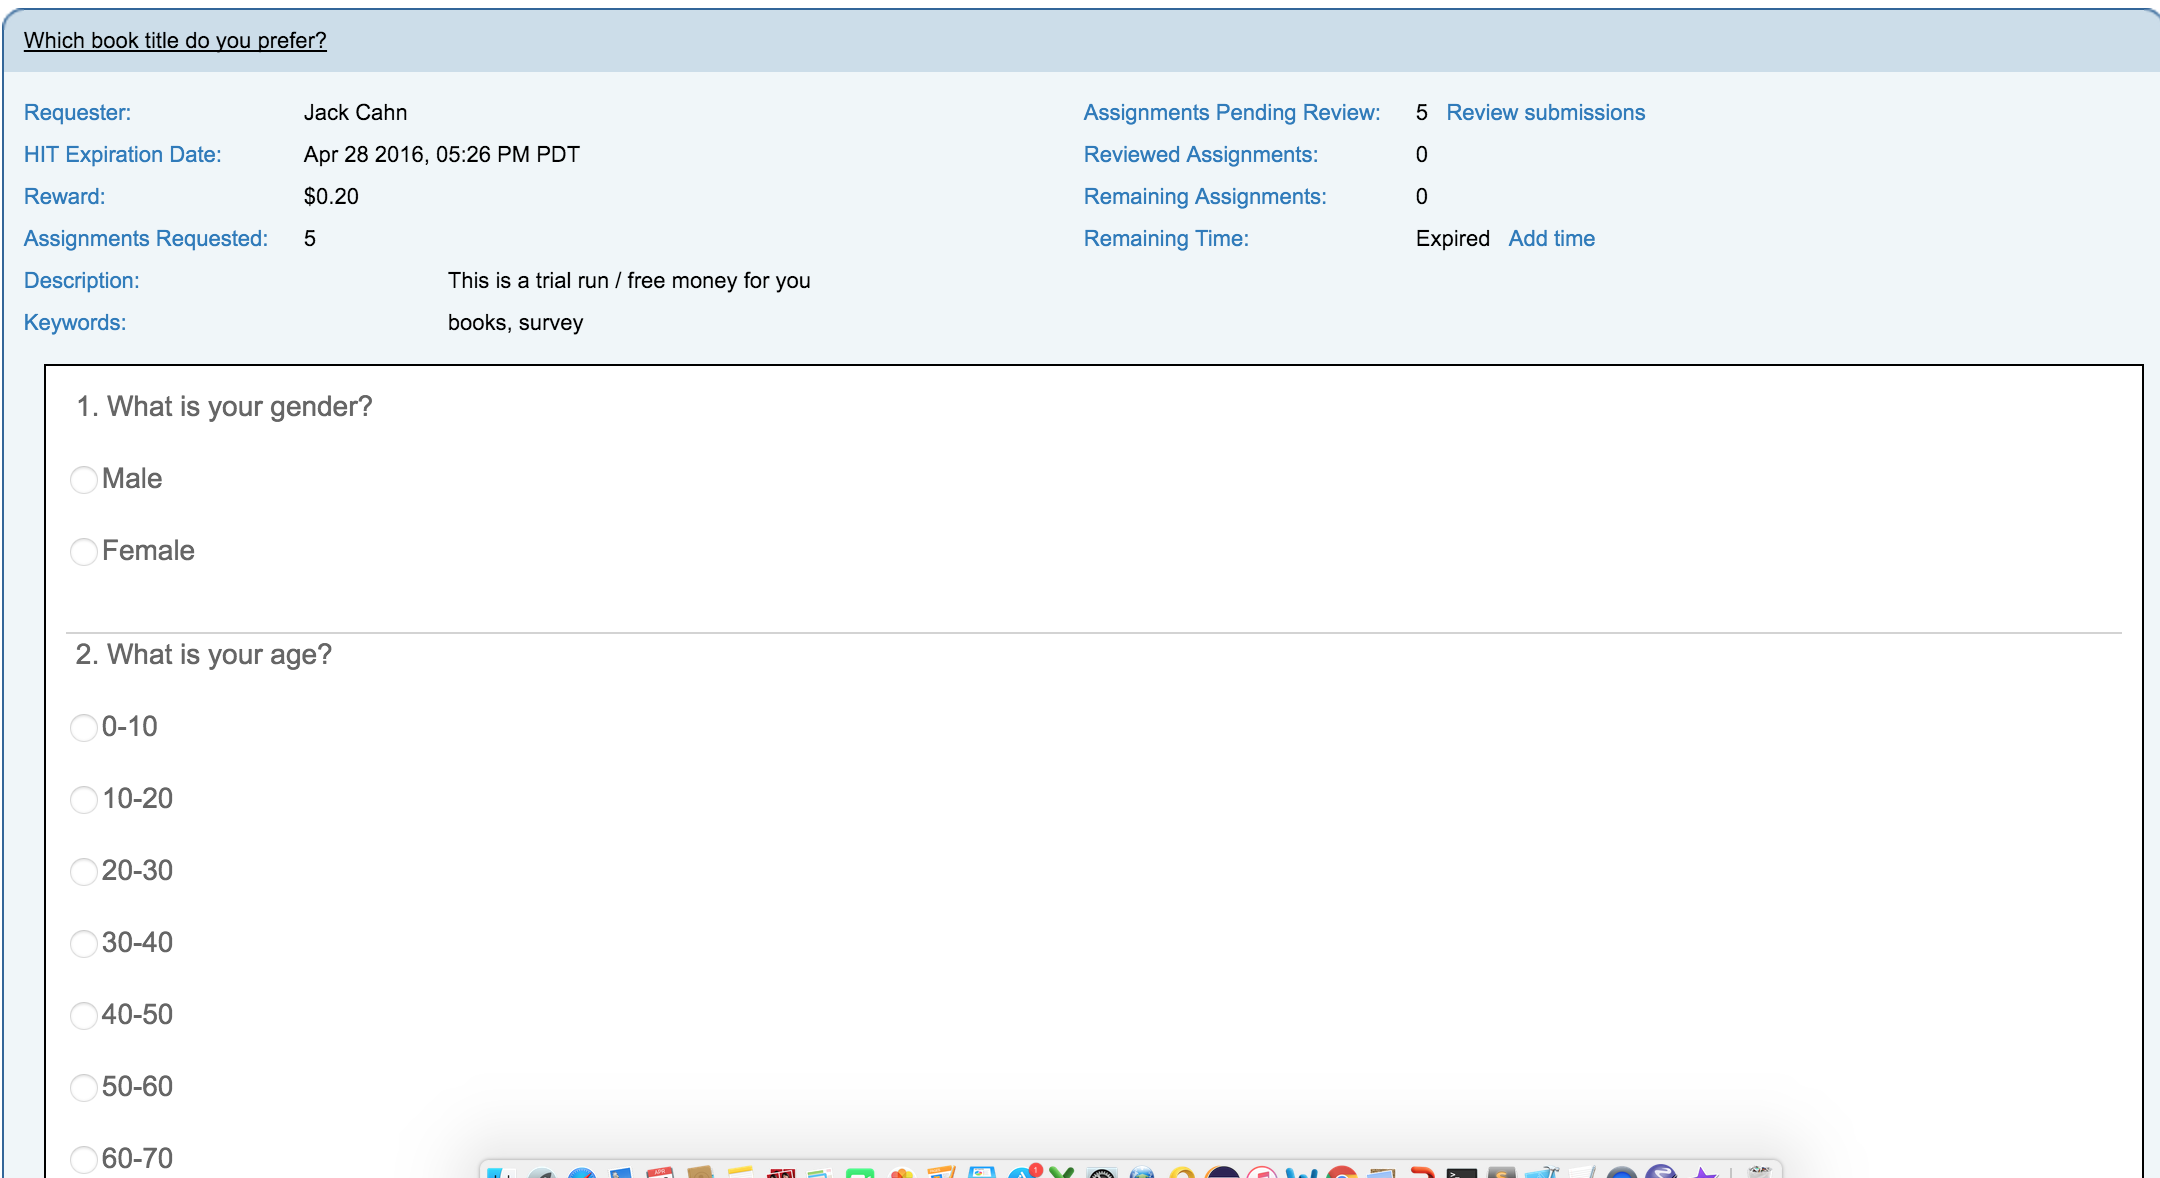 Which book title do you prefer?
Requester: Jack Cahn
HIT Expiration Date: Apr 28 2016, 05:26 PM PDT
Reward: $0.20
Assignments Requested: 5
Description: This is a trial run / free money for you
Keywords: books, survey
Assignments Pending Review: 5 Review submissions
Reviewed Assignments: 0
Remaining Assignments: 0
Remaining Time: Expired Add time
1. What is your gender?
Male
Female
2. What is your age?
0-10
10-20
20-30
30-40
40-50
50-60
60-70